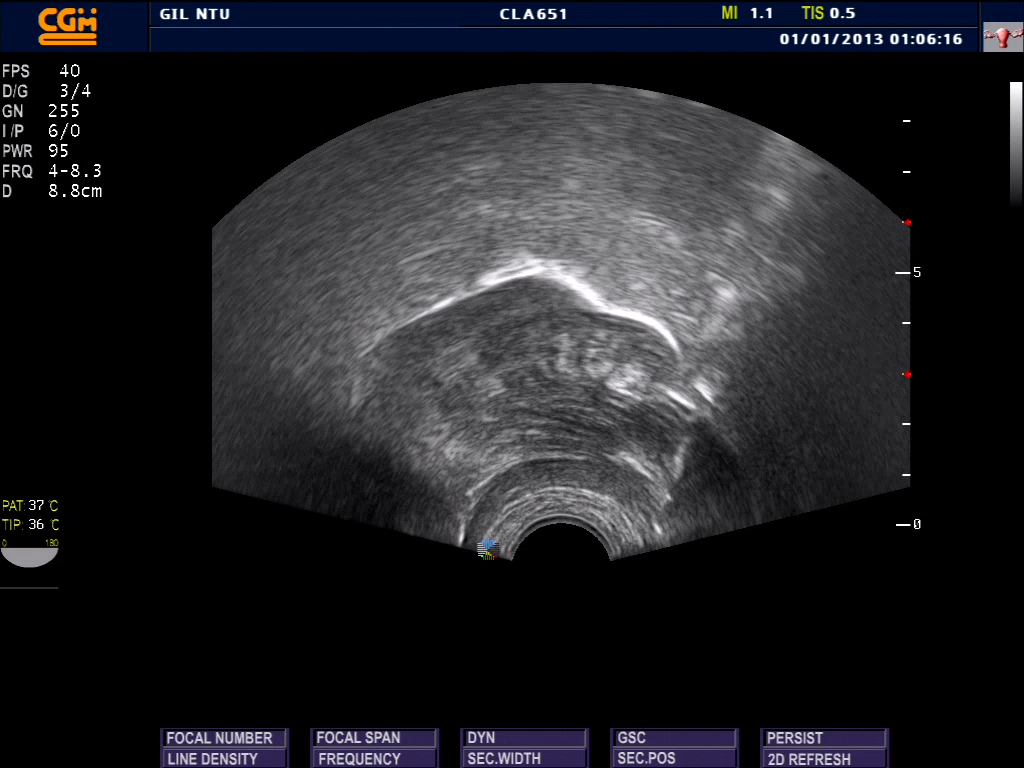 CGM
GIL NTU
CLA651
MI 1.1 TIS 0.5
01/01/2013 01:06:16
FPS 40
D/G 3/4
GN 255
I/P 6/0
PWR 95
FRQ 4-8.3
D 8.8cm
5
PAT: 37 °C
TIP: 36 °C
0 180
0
FOCAL NUMBER FOCAL SPAN DYN GSC PERSIST
LINE DENSITY FREQUENCY SEC.WIDTH SEC.POS 2D REFRESH